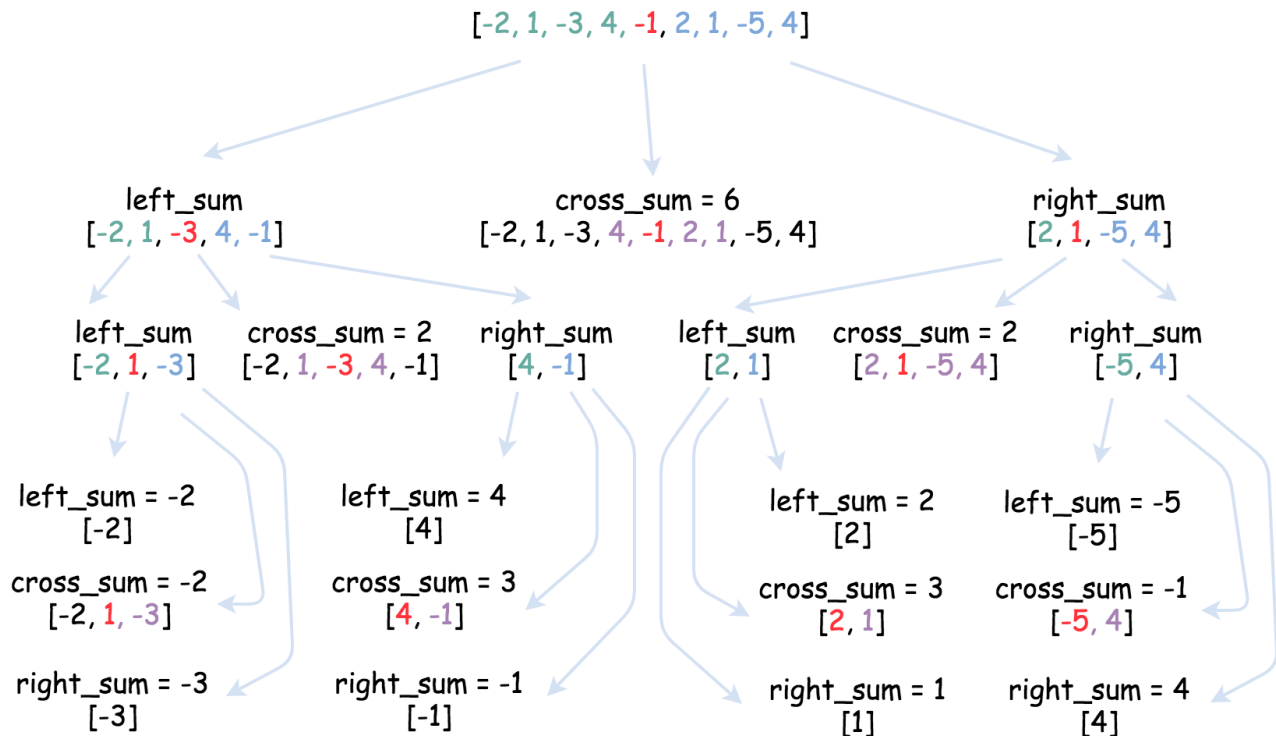 [-2, 1, -3, 4, -1, 2, 1, -5, 4]
left_sum
[-2, 1, -3, 4, -1]
cross_sum = 6
[-2, 1, -3, 4, -1, 2, 1, -5, 4]
right_sum
[2, 1, -5, 4]
left_sum
[-2, 1, -3]
cross_sum = 2
[-2, 1, -3, 4, -1]
right_sum
[4, -1]
left_sum
[2, 1]
cross_sum = 2
[2, 1, -5, 4]
right_sum
[-5, 4]
left_sum = -2
[-2]
cross_sum = -2
[-2, 1, -3]
right_sum = -3
[-3]
left_sum = 4
[4]
cross_sum = 3
[4, -1]
right_sum = -1
[-1]
left_sum = 2
[2]
cross_sum = 3
[2, 1]
right_sum = 1
[1]
left_sum = -5
[-5]
cross_sum = -1
[-5, 4]
right_sum = 4
[4]